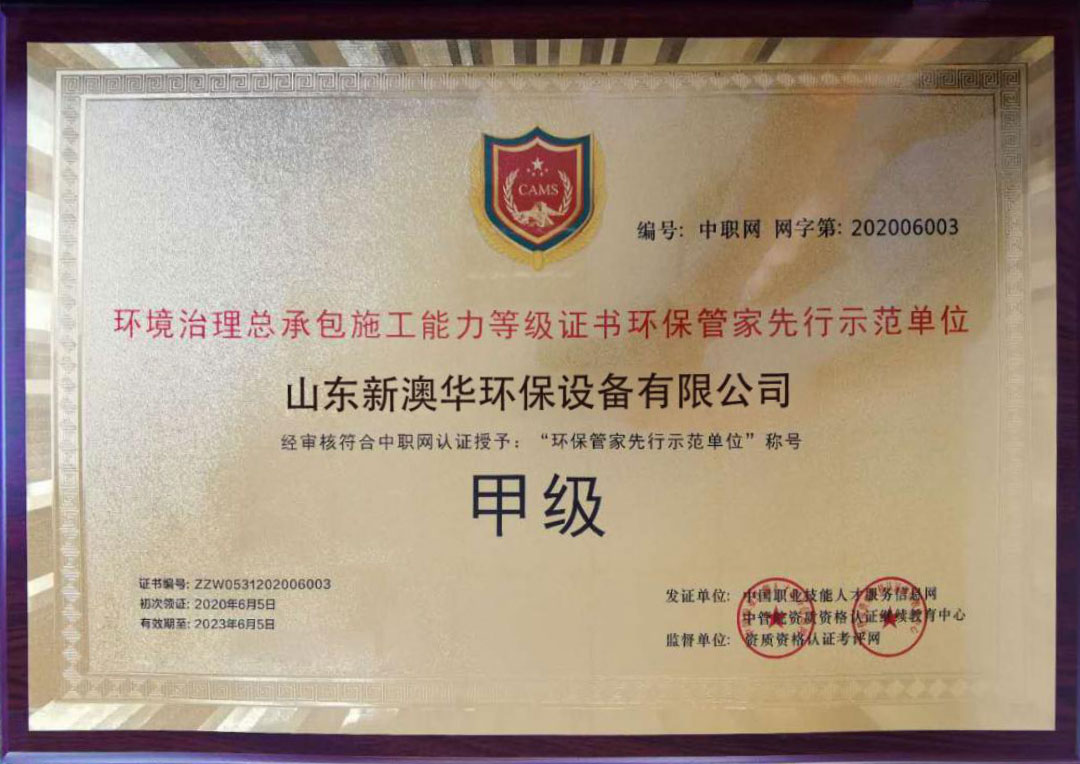 CAMS
编号: 中职网 网字第: 202006003
环境治理总承包施工能力等级证书环保管家先行示范单位
山东新澳华环保设备有限公司
经审核符合中职网认证授予：“环保管家先行示范单位”称号
甲级
证书编号: ZZW0531202006003
初次领证: 2020年6月5日
有效期至: 2023年6月5日
发证单位: 中国职业技能人才服务信息网
中管院资质资格认证继续教育中心
监督单位: 资质资格认证考评网